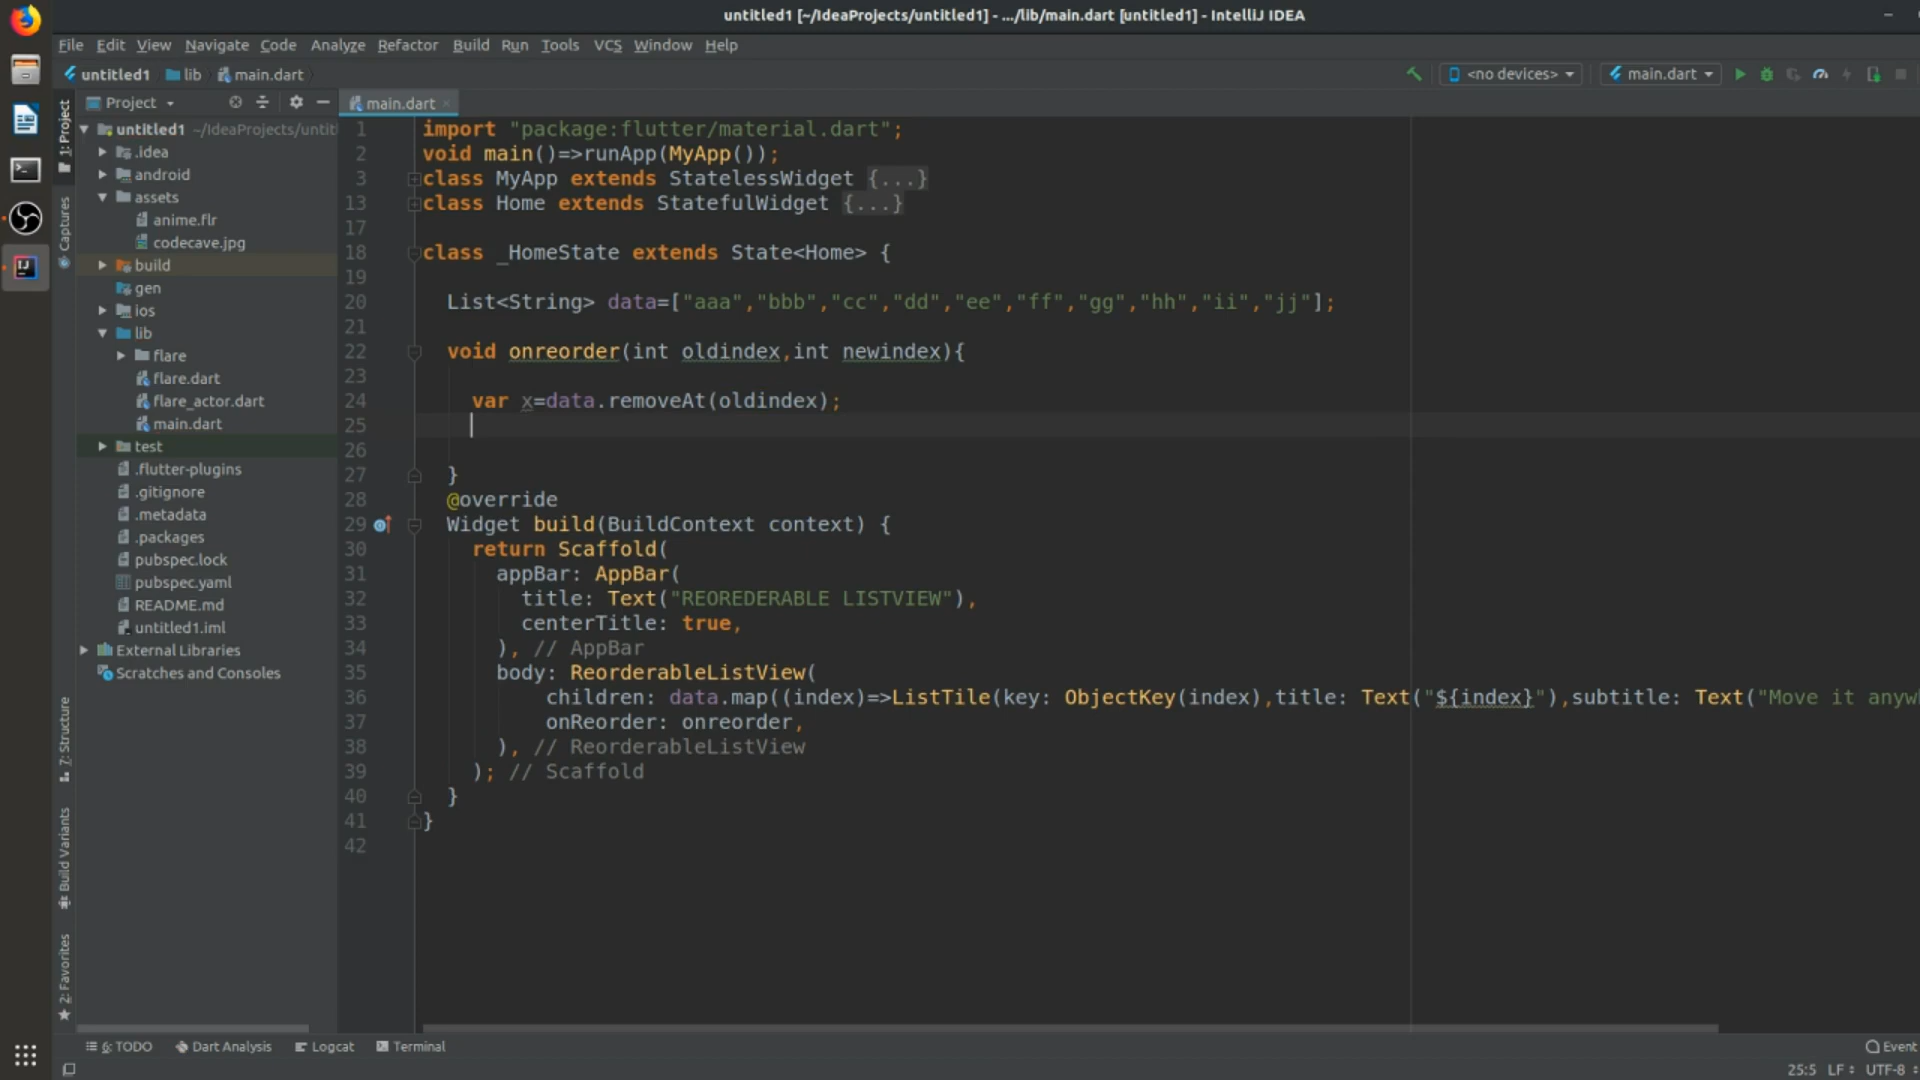 untitled1 [~/IdeaProjects/untitled1] - .../lib/main.dart [untitled1] - IntelliJ IDEA
File Edit View Navigate Code Analyze Refactor Build Run Tools VCS Window Help
untitled1 lib main.dart <no devices> main.dart
Project main.dart
1: Project
Captures
7: Structure
Build Variants
2: Favorites
untitled1 ~/IdeaProjects/untit
.idea
android
assets
anime.flr
codecave.jpg
build
gen
ios
lib
flare
flare.dart
flare_actor.dart
main.dart
test
.flutter-plugins
.gitignore
.metadata
.packages
pubspec.lock
pubspec.yaml
README.md
untitled1.iml
External Libraries
Scratches and Consoles
1 import "package:flutter/material.dart";
2 void main()=>runApp(MyApp());
3 class MyApp extends StatelessWidget {...}
13 class Home extends StatefulWidget {...}
17
18 class _HomeState extends State<Home> {
19
20 List<String> data=["aaa","bbb","cc","dd","ee","ff","gg","hh","ii","jj"];
21
22 void onreorder(int oldindex,int newindex){
23
24 var x=data.removeAt(oldindex);
25
26
27 }
28 @override
29 Widget build(BuildContext context) {
30 return Scaffold(
31 appBar: AppBar(
32 title: Text("REOREDERABLE LISTVIEW"),
33 centerTitle: true,
34 ), // AppBar
35 body: ReorderableListView(
36 children: data.map((index)=>ListTile(key: ObjectKey(index),title: Text("${index}"),subtitle: Text("Move it anyw
37 onReorder: onreorder,
38 ), // ReorderableListView
39 ); // Scaffold
40 }
41 }
42
6: TODO Dart Analysis Logcat Terminal Event
25:5 LF UTF-8